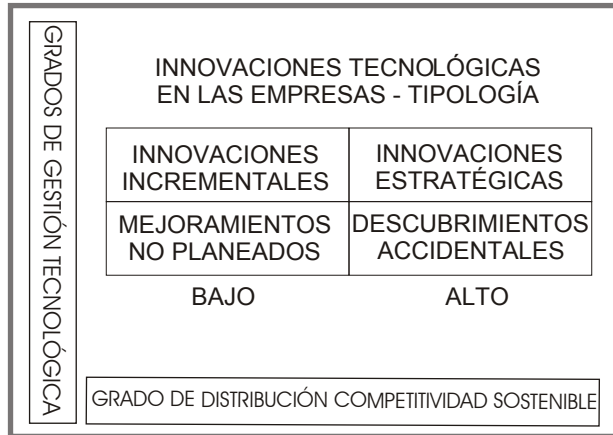 GRADOS DE GESTIÓN TECNOLÓGICA
INNOVACIONES TECNOLÓGICAS
EN LAS EMPRESAS - TIPOLOGÍA
INNOVACIONES
INCREMENTALES
INNOVACIONES
ESTRATÉGICAS
MEJORAMIENTOS
NO PLANEADOS
DESCUBRIMIENTOS
ACCIDENTALES
BAJO
ALTO
GRADO DE DISTRIBUCIÓN COMPETITIVIDAD SOSTENIBLE